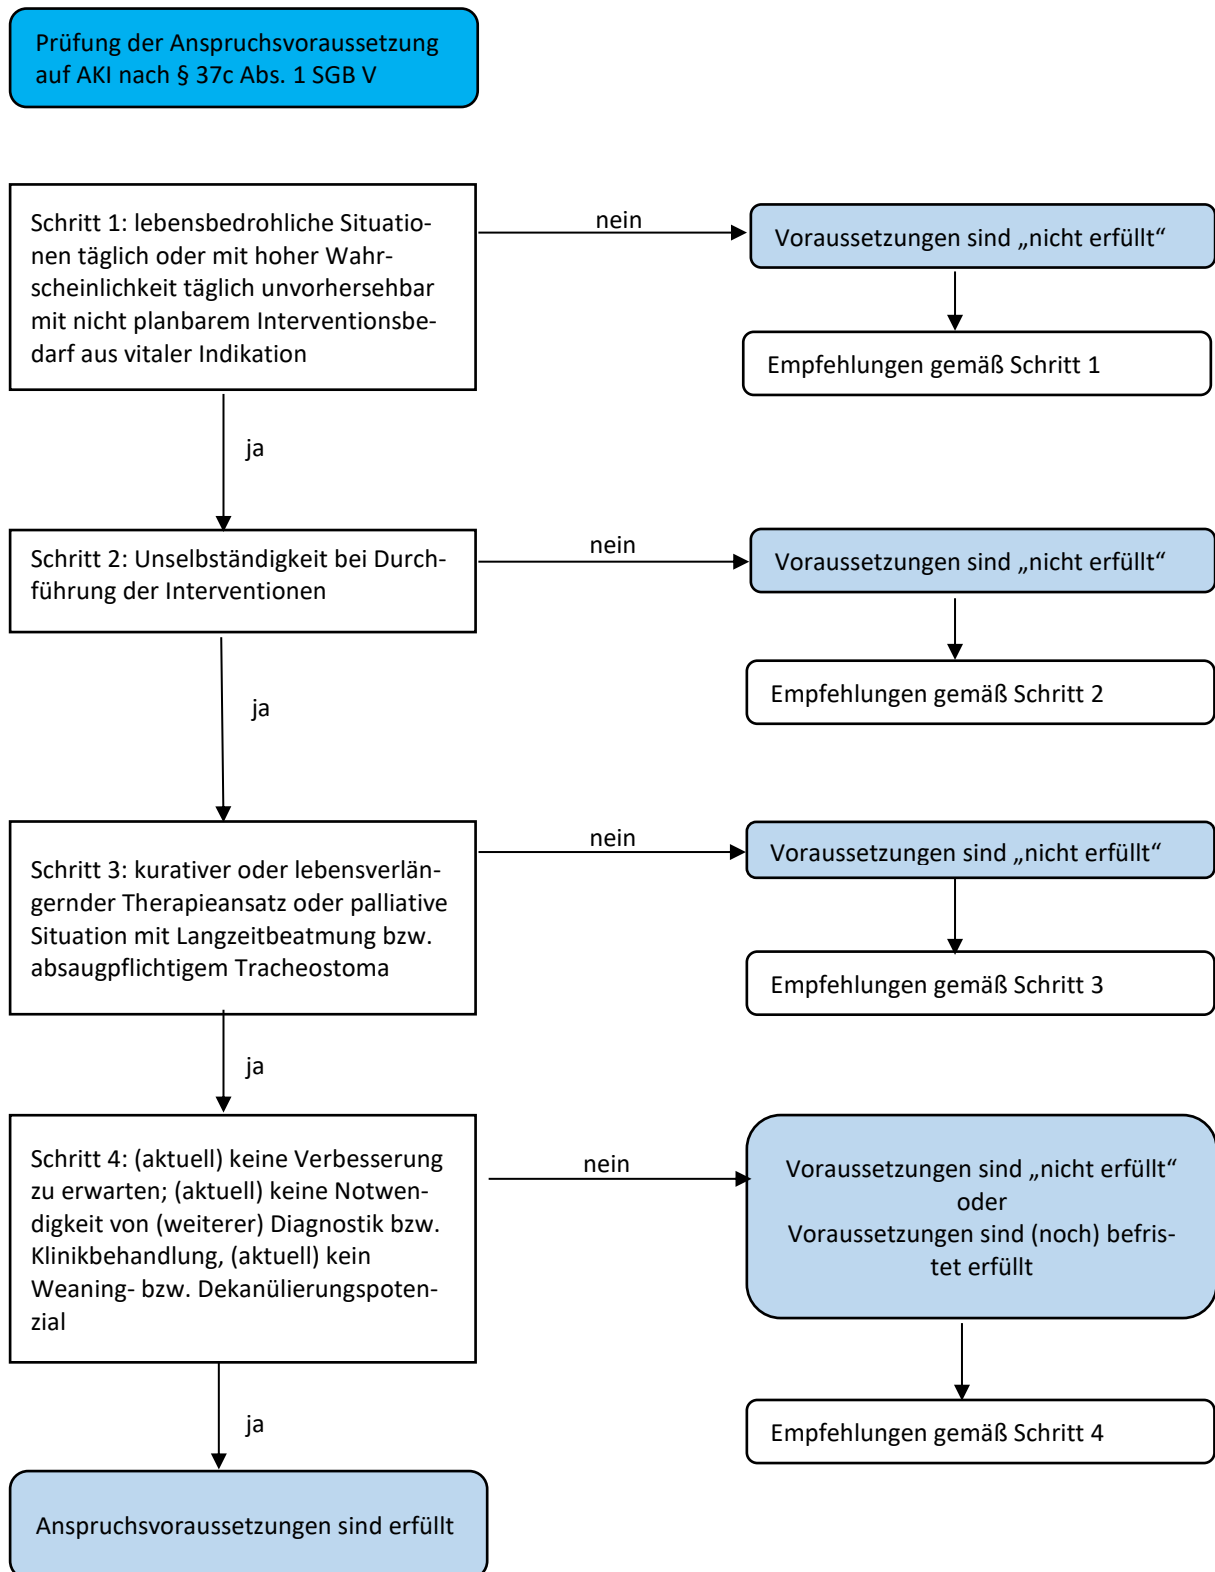 Prüfung der Anspruchsvoraussetzung
auf AKI nach § 37c Abs. 1 SGB V
Schritt 1: lebensbedrohliche Situatio-
nen täglich oder mit hoher Wahr-
scheinlichkeit täglich unvorhersehbar
mit nicht planbarem Interventionsbe-
darf aus vitaler Indikation
nein
Voraussetzungen sind „nicht erfüllt“
Empfehlungen gemäß Schritt 1
ja
Schritt 2: Unselbständigkeit bei Durch-
führung der Interventionen
nein
Voraussetzungen sind „nicht erfüllt“
Empfehlungen gemäß Schritt 2
ja
Schritt 3: kurativer oder lebensverlän-
gernder Therapieansatz oder palliative
Situation mit Langzeitbeatmung bzw.
absaugpflichtigem Tracheostoma
nein
Voraussetzungen sind „nicht erfüllt“
Empfehlungen gemäß Schritt 3
ja
Schritt 4: (aktuell) keine Verbesserung
zu erwarten; (aktuell) keine Notwen-
digkeit von (weiterer) Diagnostik bzw.
Klinikbehandlung, (aktuell) kein
Weaning- bzw. Dekanülierungspoten-
zial
nein
Voraussetzungen sind „nicht erfüllt“
oder
Voraussetzungen sind (noch) befris-
tet erfüllt
Empfehlungen gemäß Schritt 4
ja
Anspruchsvoraussetzungen sind erfüllt